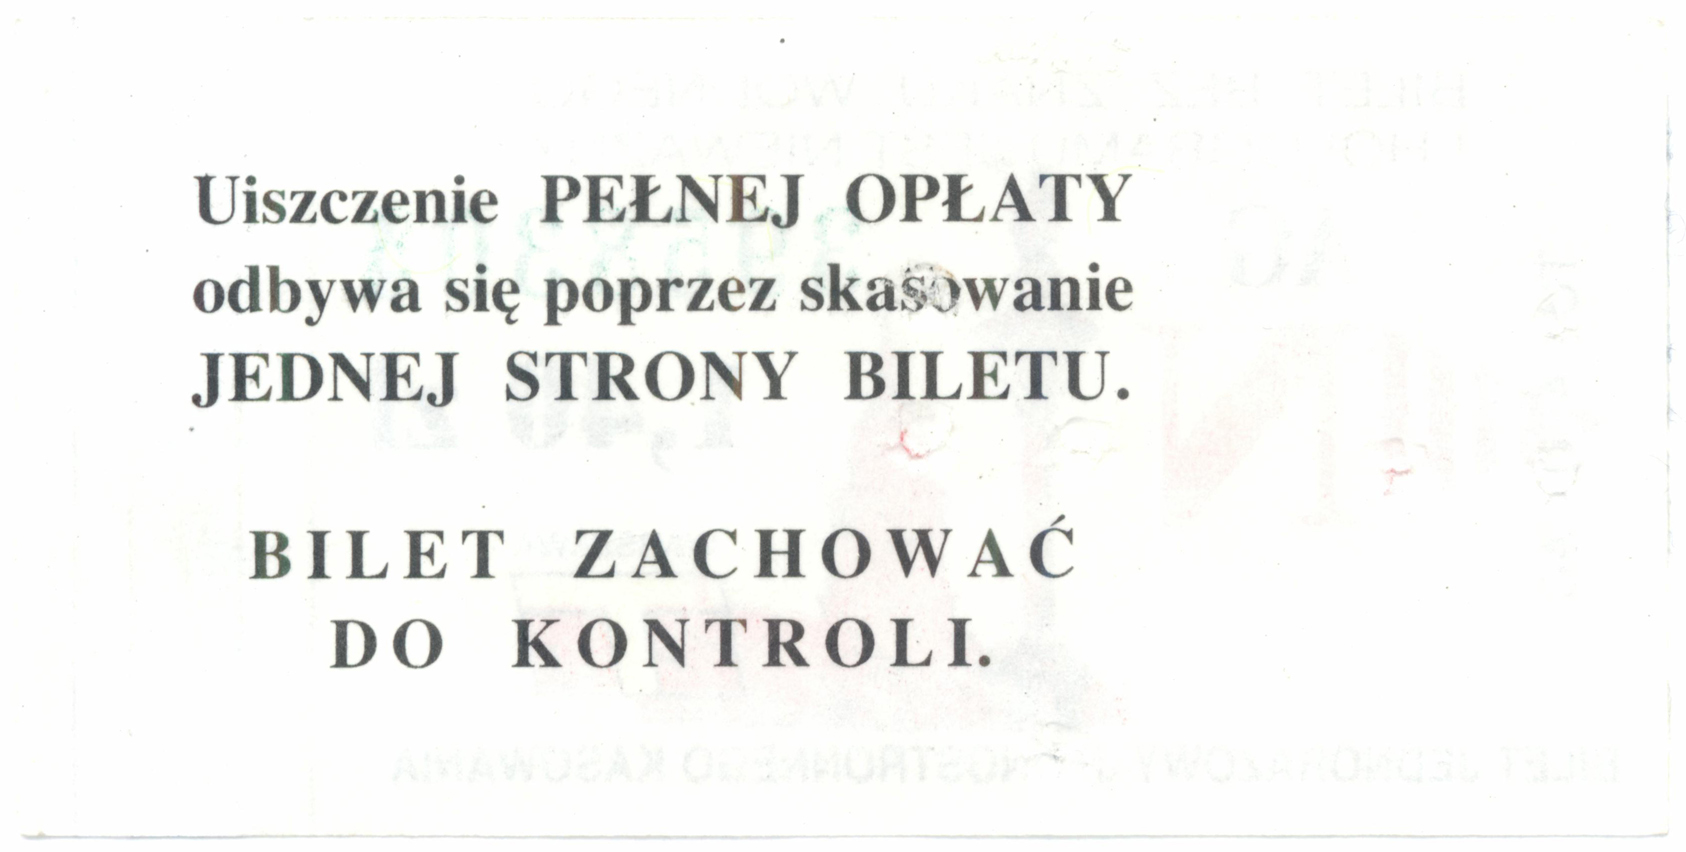 Uiszczenie PEŁNEJ OPŁATY
odbywa się poprzez skasowanie
JEDNEJ STRONY BILETU.
BILET ZACHOWAĆ
DO KONTROLI.